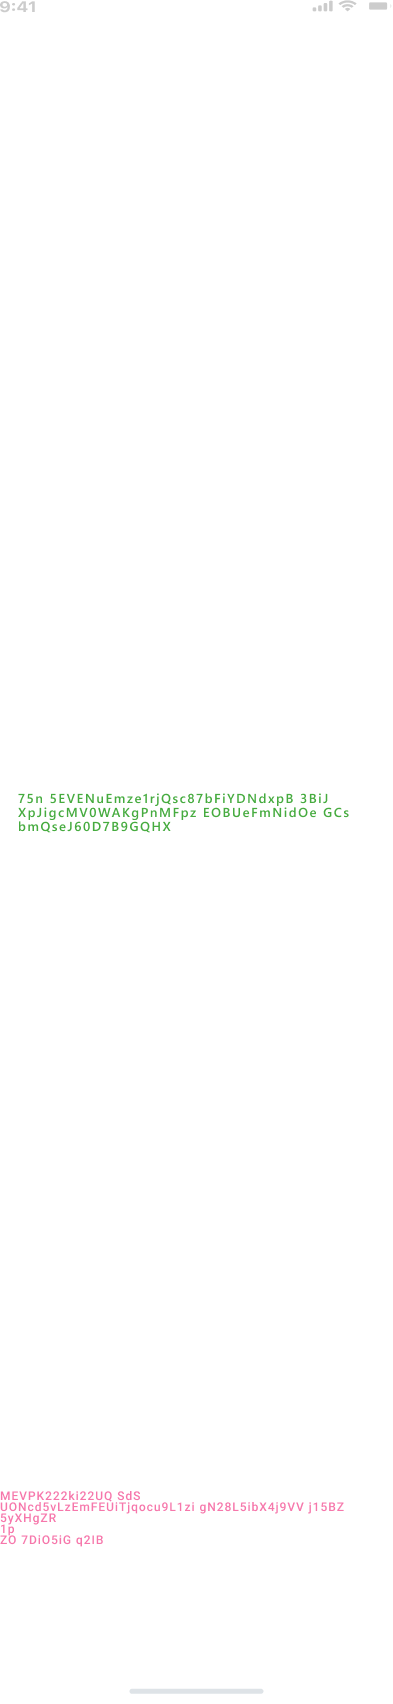 9:41
75n 5EVENuEmze1rjQsc87bFiYDNdxpB 3BiJ
XpJigcMV0WAKgPnMFpz EOBUeFmNidOe GCs
bmQseJ60D7B9GQHX
MEVPK222ki22UQ SdS
UONcd5vLzEmFEUiTjqocu9L1zi gN28L5ibX4j9VV j15BZ
5yXHgZR
1p
ZO 7DiO5iG q2IB